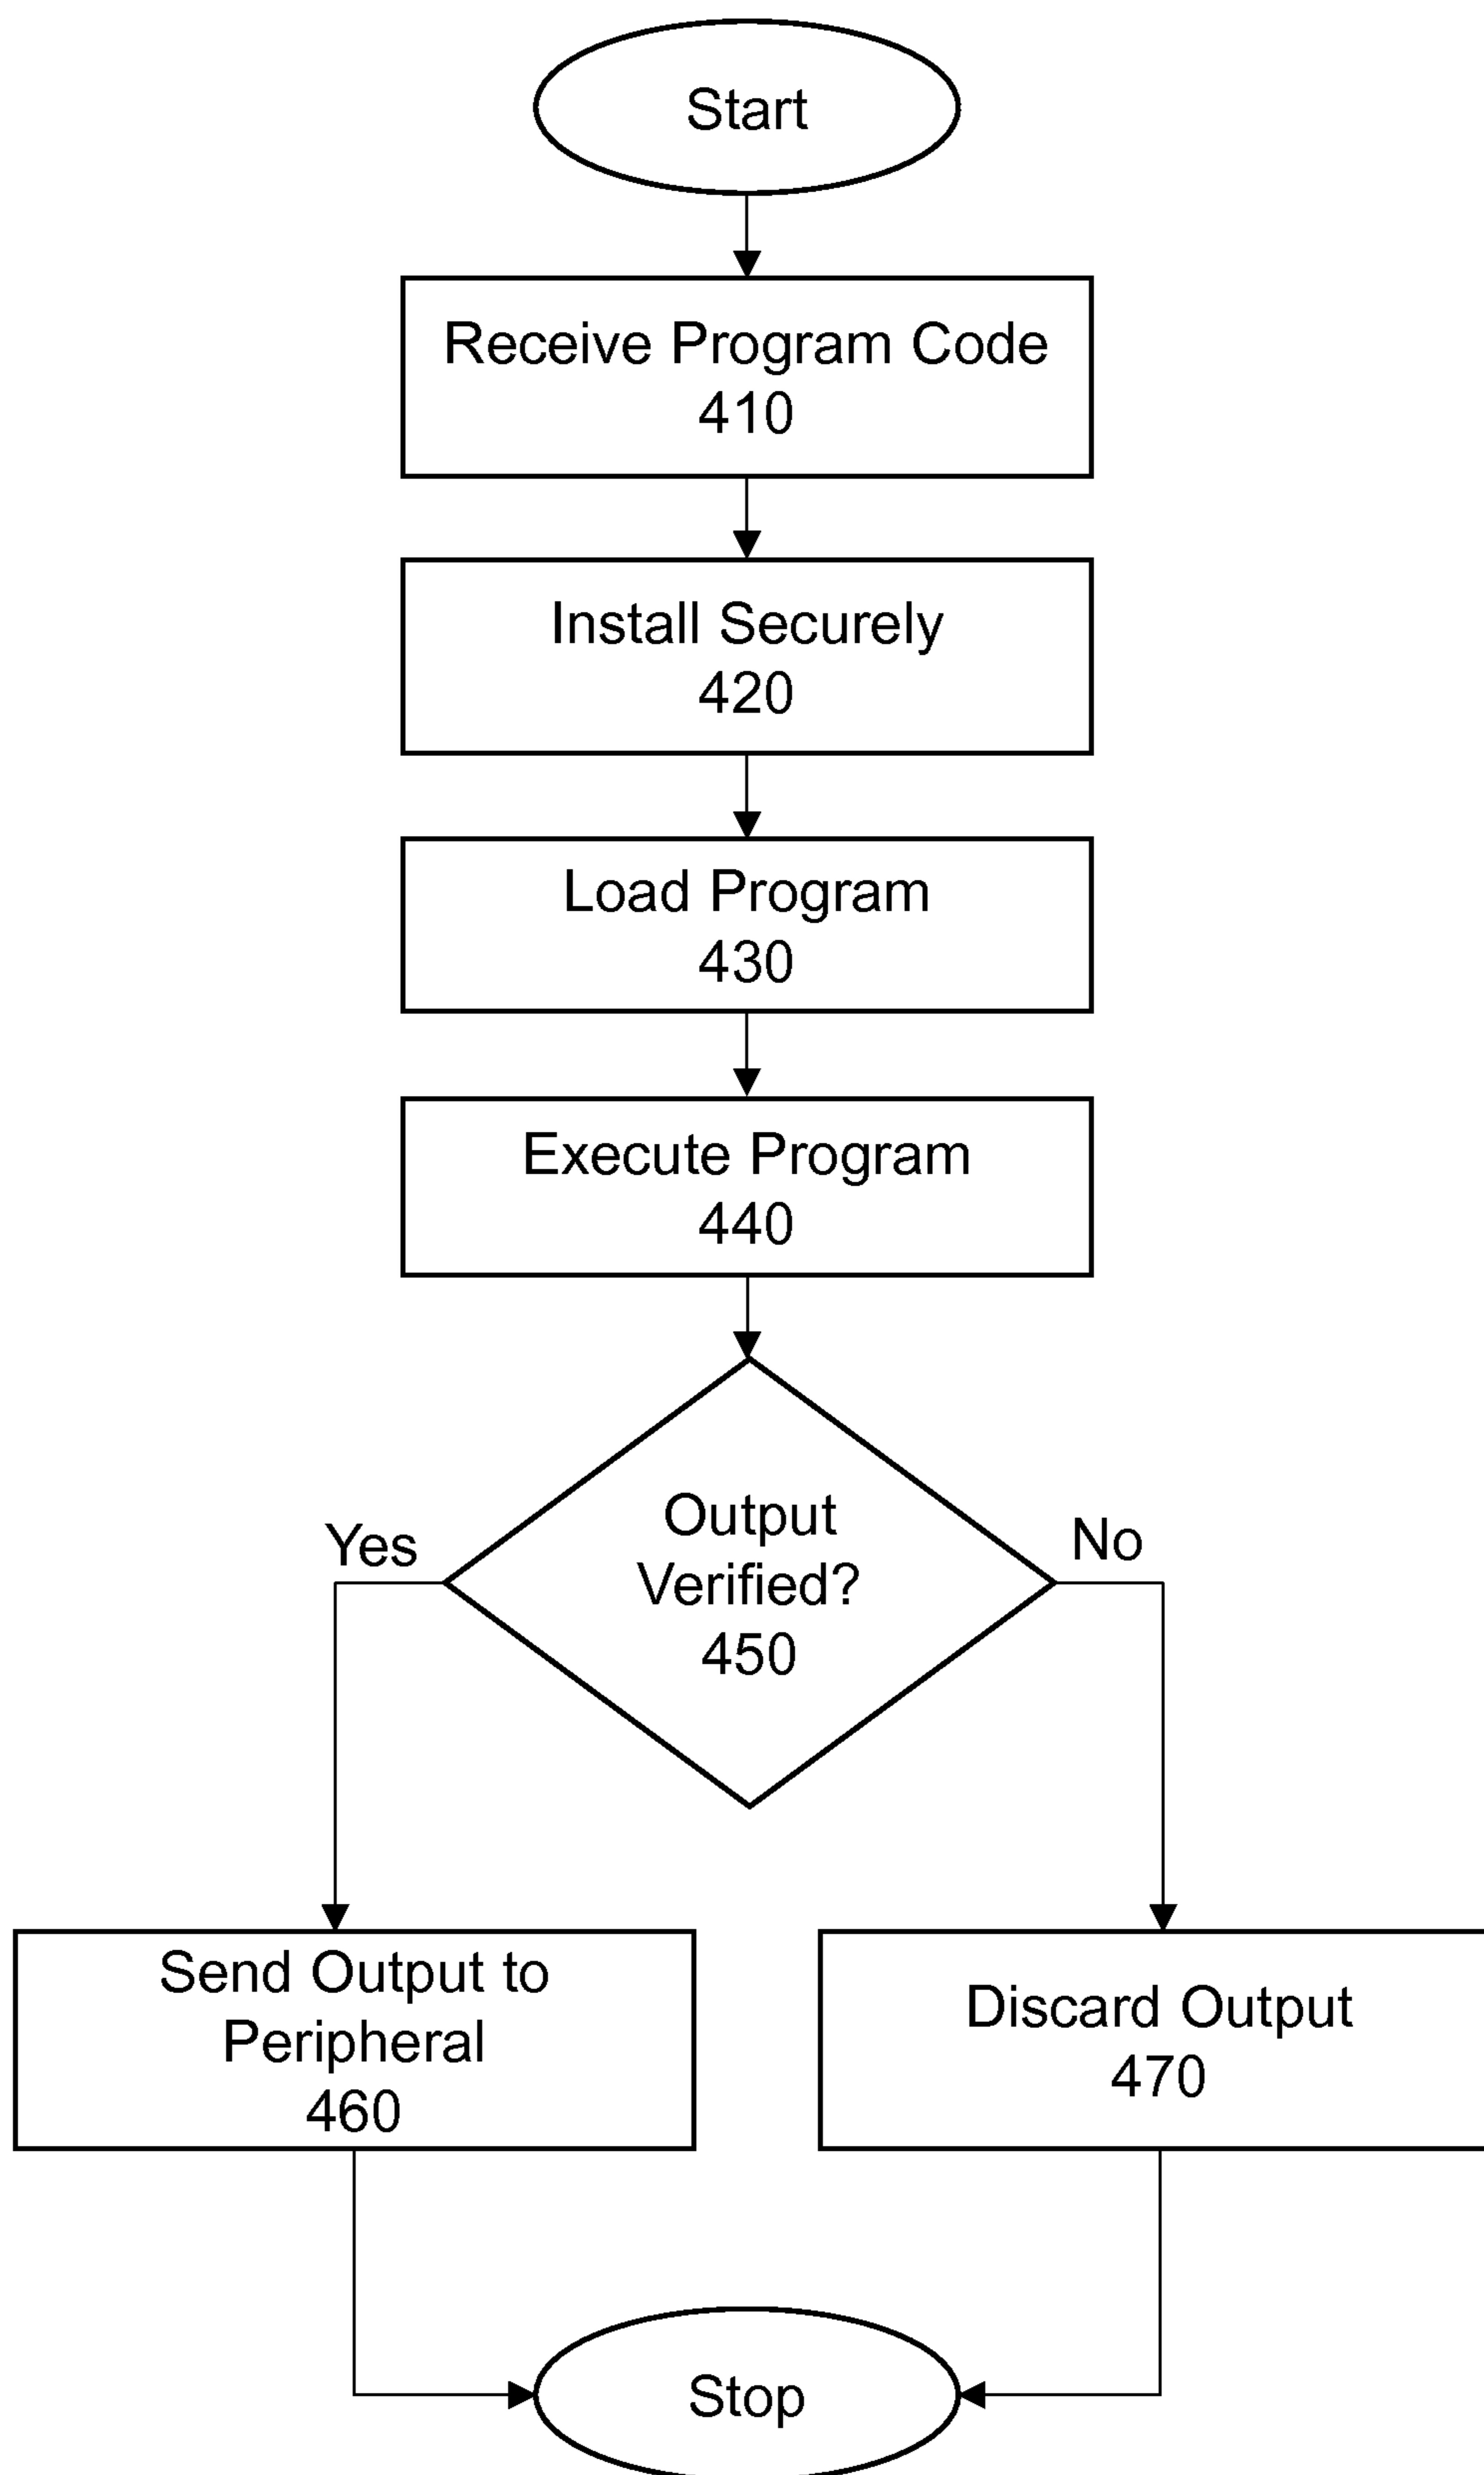 Start
Receive Program Code
410
Install Securely
420
Load Program
430
Execute Program
440
Output
Verified?
450
Yes
No
Send Output to
Peripheral
460
Discard Output
470
Stop